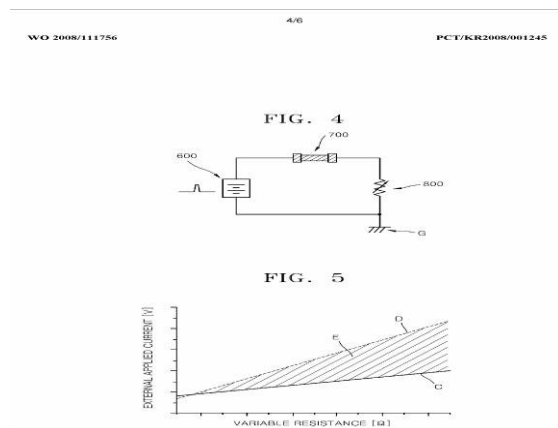 4/6
WO 2008/111756 PCT/KR2008/001245
FIG. 4
700
600
800
G
FIG. 5
EXTERNAL APPLIED CURRENT [V]
D
E
C
VARIABLE RESISTANCE [Ω]